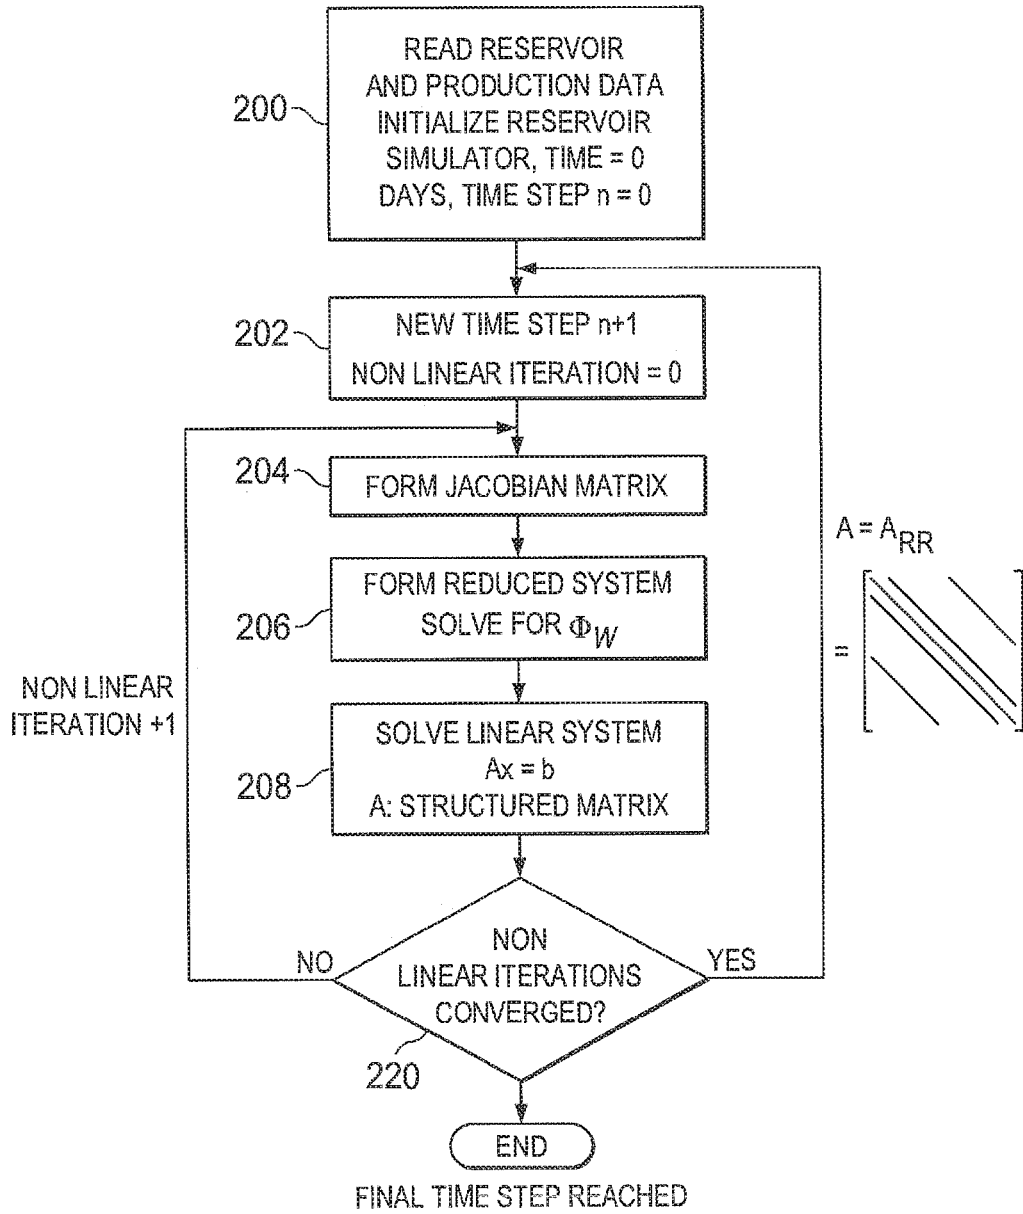 READ RESERVOIR
AND PRODUCTION DATA
INITIALIZE RESERVOIR
SIMULATOR, TIME = 0
DAYS, TIME STEP n = 0
200
NEW TIME STEP n+1
NON LINEAR ITERATION = 0
202
FORM JACOBIAN MATRIX
204
FORM REDUCED SYSTEM
SOLVE FOR Φ_W
206
SOLVE LINEAR SYSTEM
Ax = b
A: STRUCTURED MATRIX
208
NON LINEAR
ITERATION +1
A = A_RR
=
NON
LINEAR ITERATIONS
CONVERGED?
NO
YES
220
END
FINAL TIME STEP REACHED